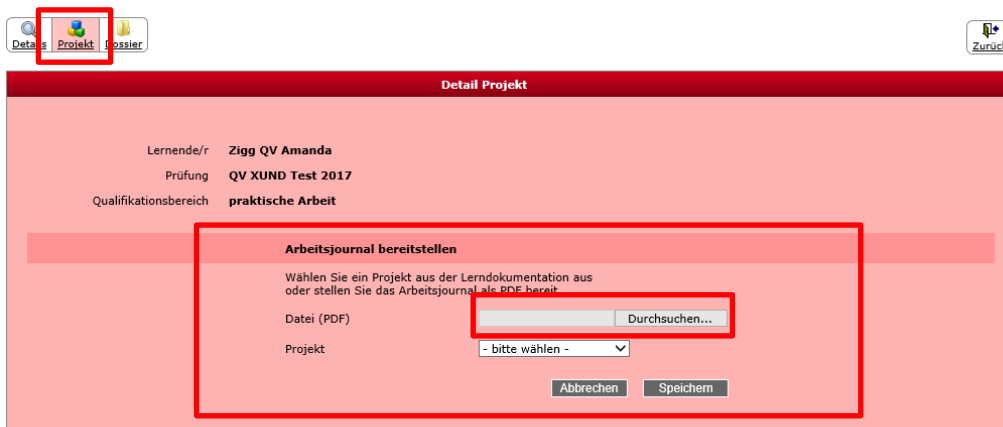 Details Projekt Dossier
Zurück
Detail Projekt
Lernende/r Zigg QV Amanda
Prüfung QV XUND Test 2017
Qualifikationsbereich praktische Arbeit
Arbeitsjournal bereitstellen
Wählen Sie ein Projekt aus der Lerndokumentation aus
oder stellen Sie das Arbeitsjournal als PDF bereit
Datei (PDF) Durchsuchen...
Projekt - bitte wählen -
Abbrechen Speichern